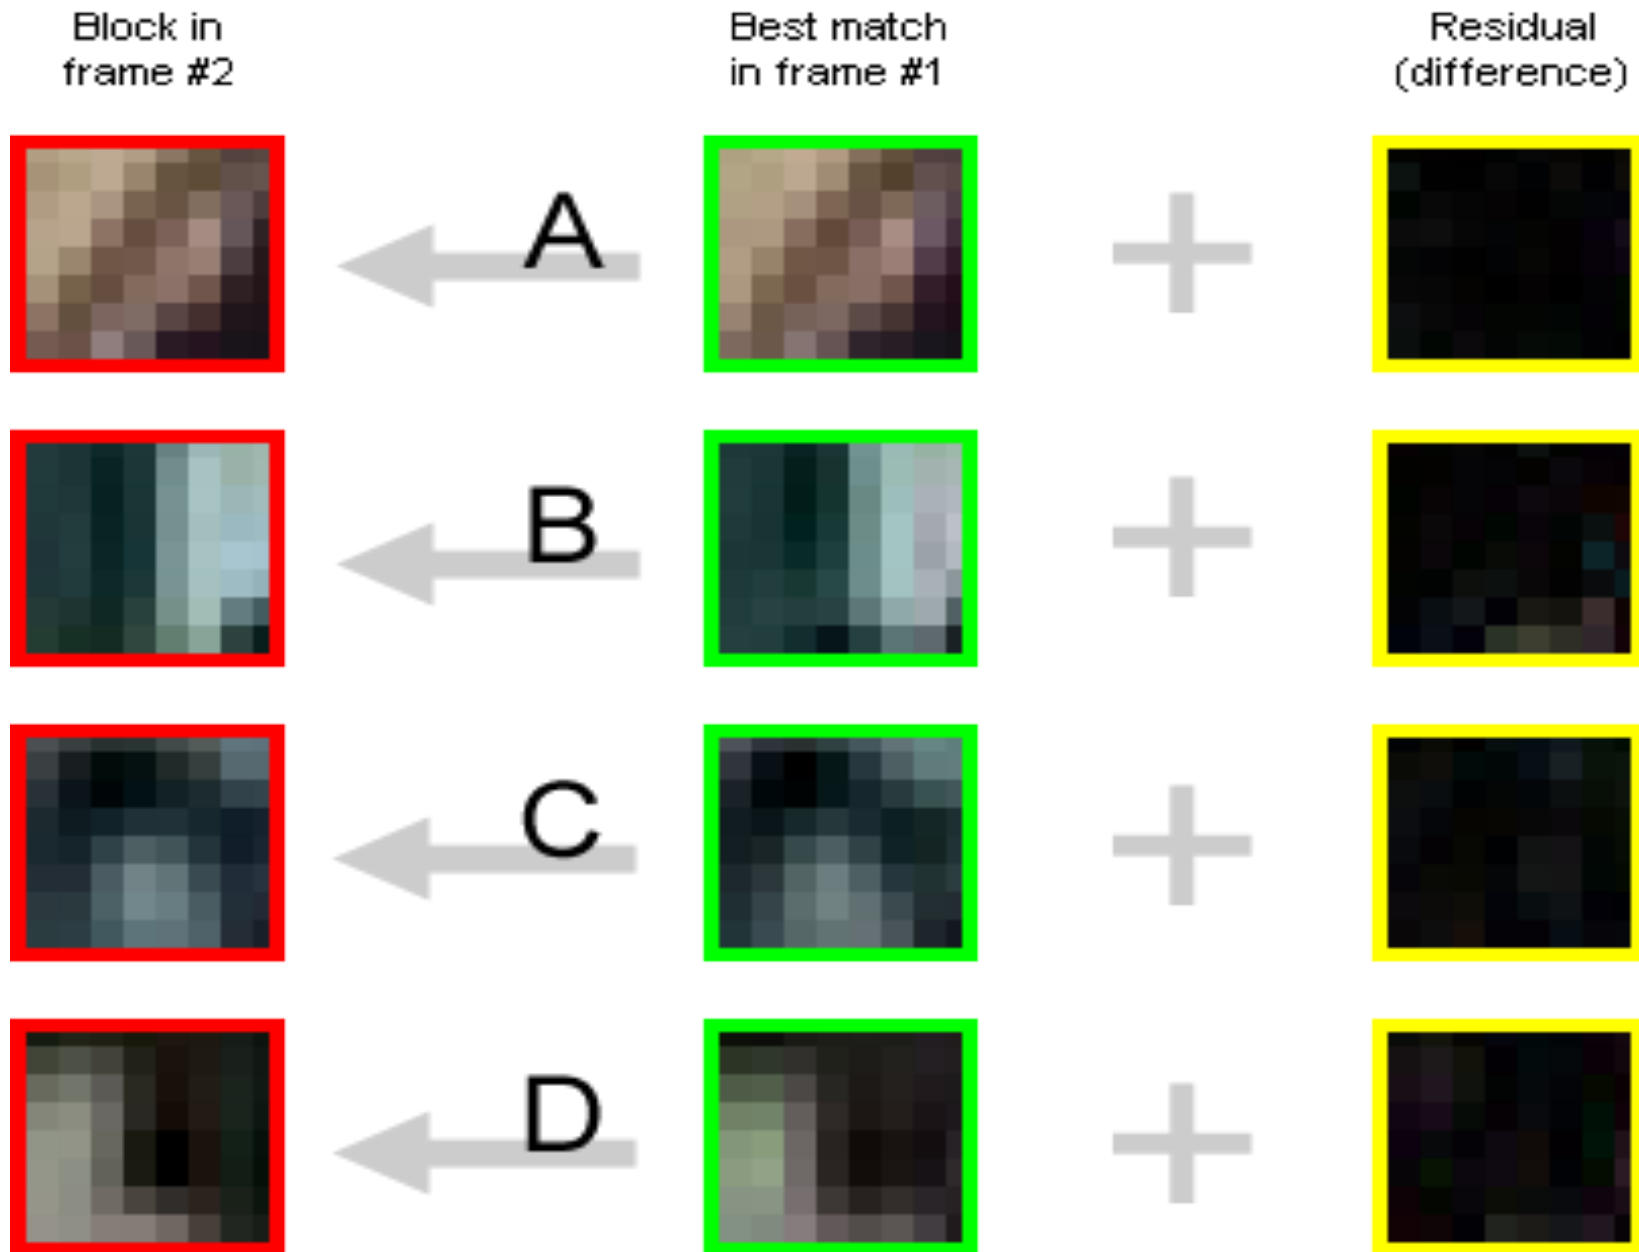 Block in
frame #2
Best match
in frame #1
Residual
(difference)
A
B
C
D